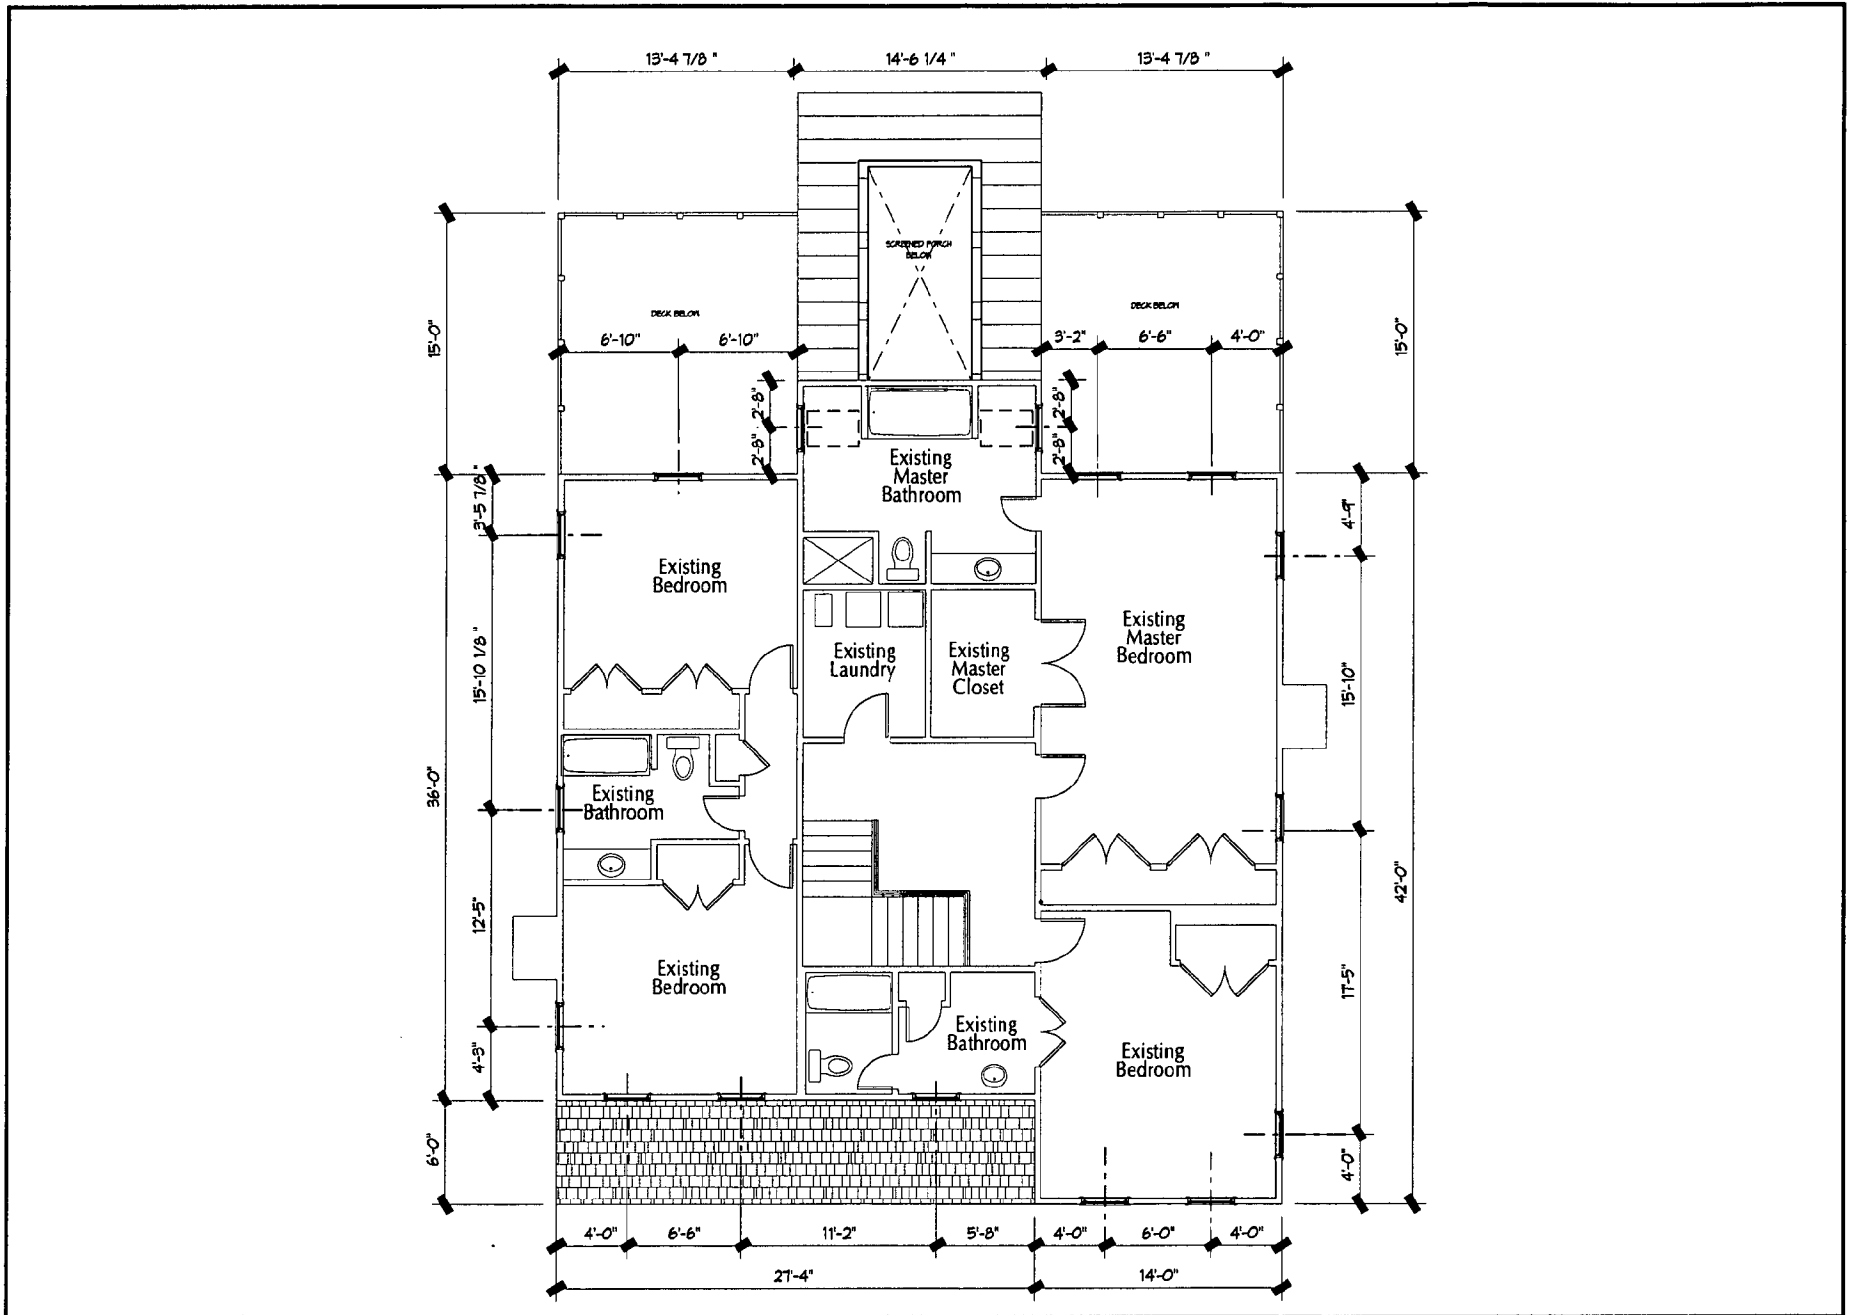 13'-4 7/8 "
14'-6 1/4 "
13'-4 7/8 "
SCREENED PORCH
BELOW
DECK BELOW
DECK BELOW
6'-10"
6'-10"
3'-2"
6'-6"
4'-0"
15'-0"
15'-0"
2'-8"
2'-8"
2'-8"
2'-8"
Existing
Master
Bathroom
3'-5 7/8"
4'-9"
Existing
Bedroom
Existing
Master
Bedroom
Existing
Laundry
Existing
Master
Closet
15'-10 1/8 "
15'-10"
36'-0"
Existing
Bathroom
42'-0"
12'-5"
Existing
Bedroom
17'-5"
Existing
Bathroom
Existing
Bedroom
4'-3"
6'-0"
4'-0"
4'-0"
6'-6"
11'-2"
5'-8"
4'-0"
6'-0"
4'-0"
27'-4"
14'-0"